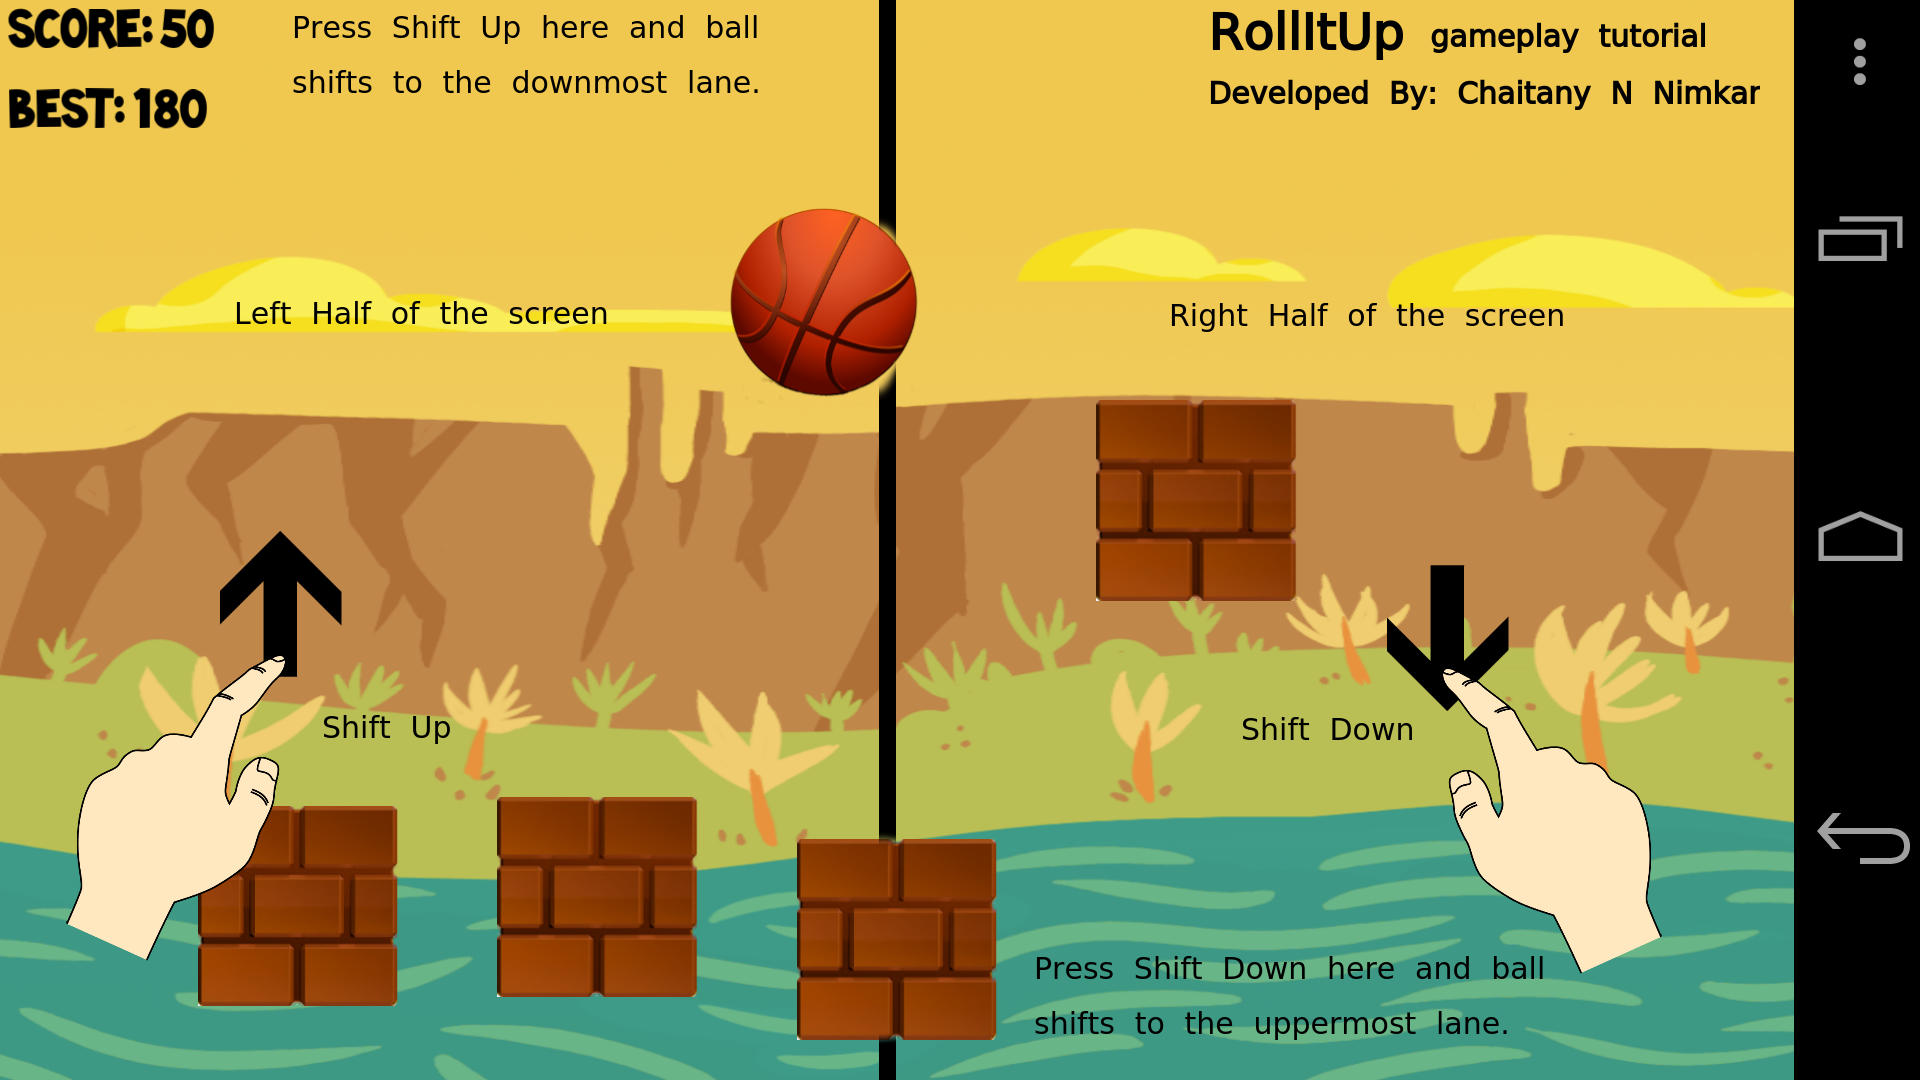 SCORE: 50
BEST: 180
Press Shift Up here and ball
shifts to the downmost lane.
RollItUp gameplay tutorial
Developed By: Chaitany N Nimkar
Left Half of the screen
Right Half of the screen
Shift Up
Shift Down
Press Shift Down here and ball
shifts to the uppermost lane.